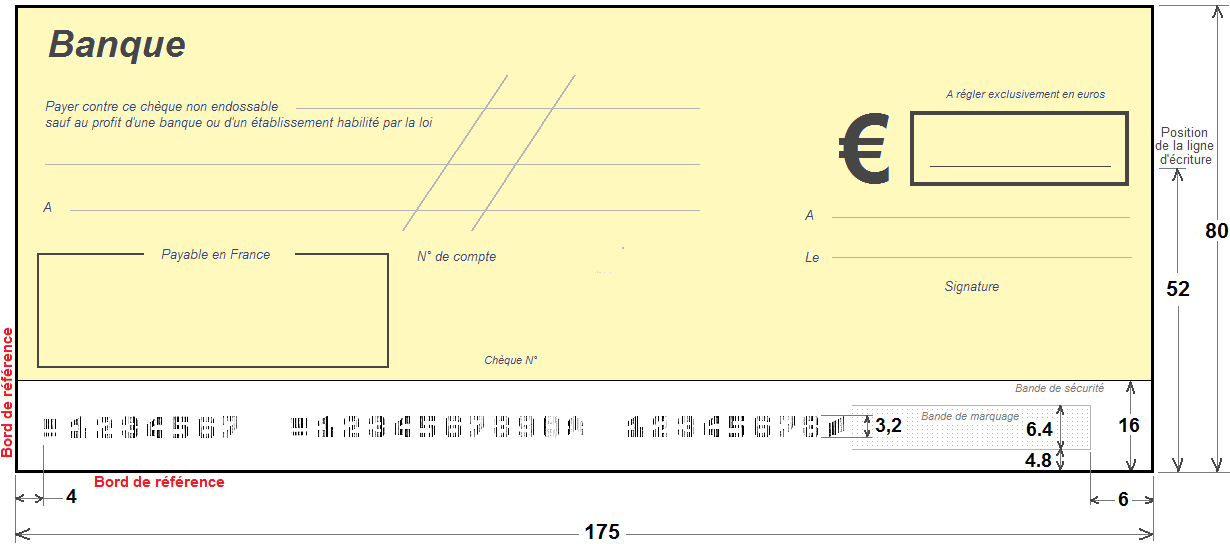 Banque
A régler exclusivement en euros
Payer contre ce chèque non endossable
sauf au profit d'une banque ou d'un établissement habilité par la loi
€
Position
de la ligne
d'écriture
A
A
80
Payable en France
N° de compte
Le
Signature
52
Chèque N°
Bord de référence
Bande de sécurité
Bande de marquage
3,2
6.4
16
4.8
Bord de référence
4
6
175